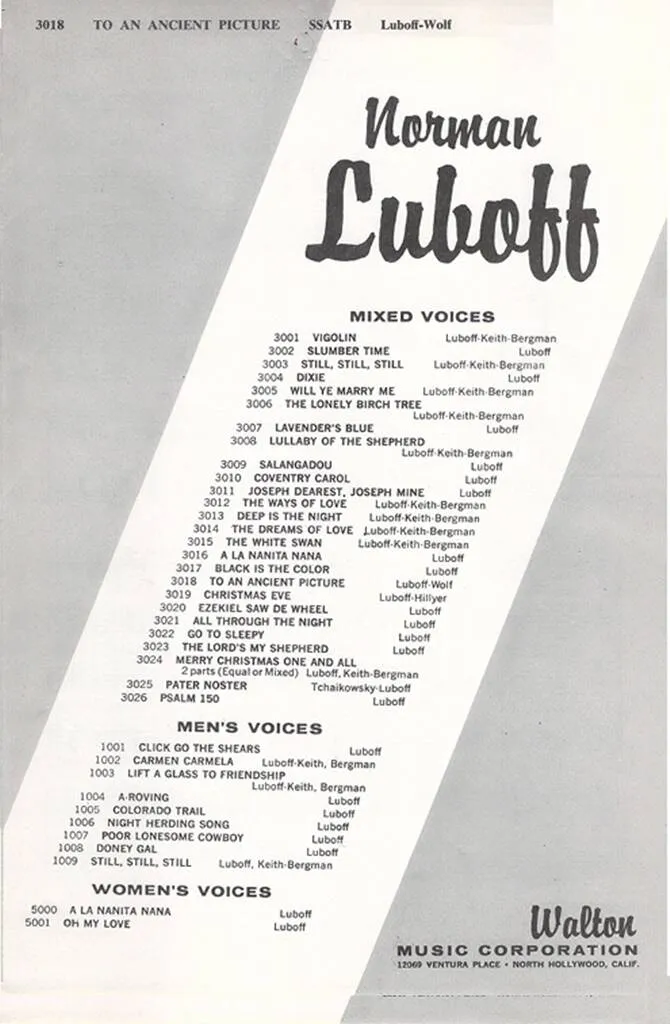 3018 TO AN ANCIENT PICTURE SSATB Luboff-Wolf
Norman
Luboff
MIXED VOICES
3001 VIGOLIN Luboff-Keith-Bergman
3002 SLUMBER TIME Luboff
3003 STILL, STILL, STILL Luboff-Keith-Bergman
3004 DIXIE Luboff
3005 WILL YE MARRY ME Luboff-Keith-Bergman
3006 THE LONELY BIRCH TREE
Luboff-Keith-Bergman
3007 LAVENDER'S BLUE Luboff
3008 LULLABY OF THE SHEPHERD
Luboff-Keith-Bergman
3009 SALANGADOU Luboff
3010 COVENTRY CAROL Luboff
3011 JOSEPH DEAREST, JOSEPH MINE Luboff
3012 THE WAYS OF LOVE Luboff-Keith-Bergman
3013 DEEP IS THE NIGHT Luboff-Keith-Bergman
3014 THE DREAMS OF LOVE Luboff-Keith-Bergman
3015 THE WHITE SWAN Luboff-Keith-Bergman
3016 A LA NANITA NANA Luboff
3017 BLACK IS THE COLOR Luboff
3018 TO AN ANCIENT PICTURE Luboff-Wolf
3019 CHRISTMAS EVE Luboff-Hillyer
3020 EZEKIEL SAW DE WHEEL Luboff
3021 ALL THROUGH THE NIGHT Luboff
3022 GO TO SLEEPY Luboff
3023 THE LORD'S MY SHEPHERD Luboff
3024 MERRY CHRISTMAS ONE AND ALL
2 parts (Equal or Mixed) Luboff, Keith-Bergman
3025 PATER NOSTER Tchaikowsky-Luboff
3026 PSALM 150 Luboff
MEN'S VOICES
1001 CLICK GO THE SHEARS Luboff
1002 CARMEN CARMELA Luboff-Keith, Bergman
1003 LIFT A GLASS TO FRIENDSHIP
Luboff-Keith, Bergman
1004 A-ROVING Luboff
1005 COLORADO TRAIL Luboff
1006 NIGHT HERDING SONG Luboff
1007 POOR LONESOME COWBOY Luboff
1008 DONEY GAL Luboff
1009 STILL, STILL, STILL Luboff, Keith-Bergman
WOMEN'S VOICES
5000 A LA NANITA NANA Luboff
5001 OH MY LOVE Luboff
Walton
MUSIC CORPORATION
12069 VENTURA PLACE • NORTH HOLLYWOOD, CALIF.